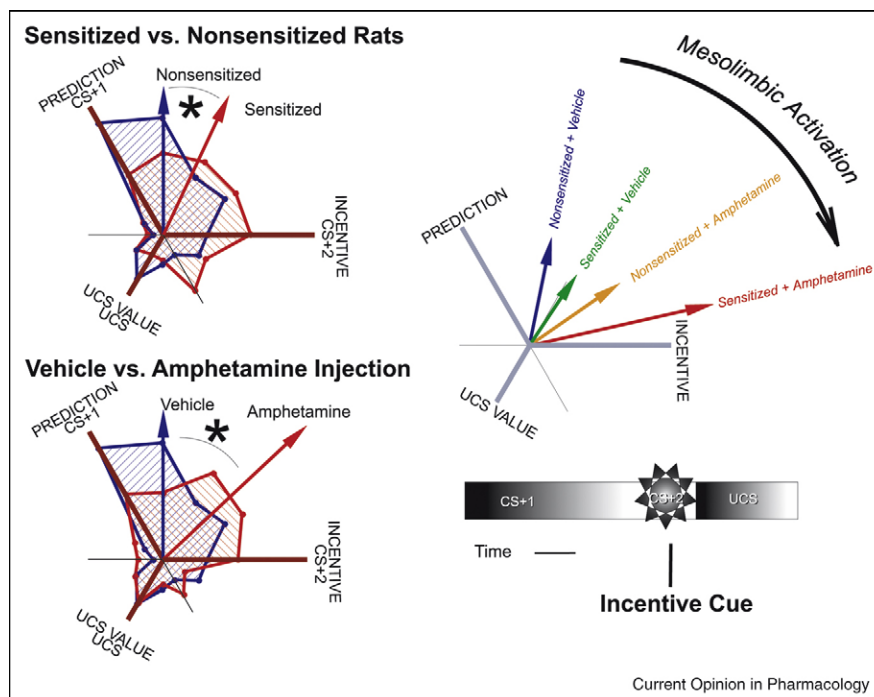 Sensitized vs. Nonsensitized Rats
PREDICTION
CS+1
Nonsensitized
*
Sensitized
INCENTIVE
CS+2
UCS VALUE
UCS
Vehicle vs. Amphetamine Injection
PREDICTION
CS+1
Vehicle
*
Amphetamine
INCENTIVE
CS+2
UCS VALUE
UCS
Mesolimbic Activation
Nonsensitized + Vehicle
Sensitized + Vehicle
Nonsensitized + Amphetamine
Sensitized + Amphetamine
PREDICTION
INCENTIVE
UCS VALUE
CS+1
CS+2
UCS
Time
Incentive Cue
Current Opinion in Pharmacology